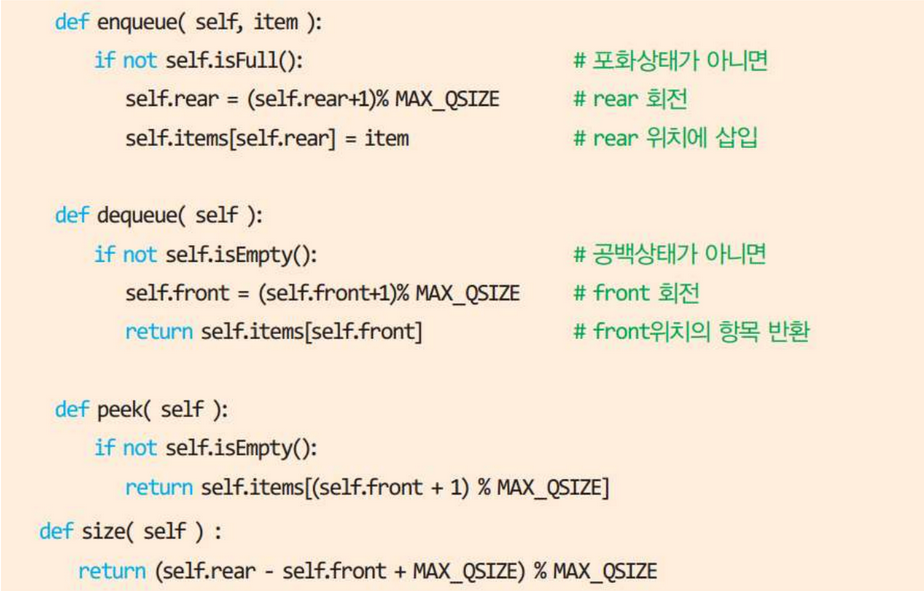 def enqueue( self, item ):
if not self.isFull(): # 포화상태가 아니면
self.rear = (self.rear+1)% MAX_QSIZE # rear 회전
self.items[self.rear] = item # rear 위치에 삽입
def dequeue( self ):
if not self.isEmpty(): # 공백상태가 아니면
self.front = (self.front+1)% MAX_QSIZE # front 회전
return self.items[self.front] # front위치의 항목 반환
def peek( self ):
if not self.isEmpty():
return self.items[(self.front + 1) % MAX_QSIZE]
def size( self ) :
return (self.rear - self.front + MAX_QSIZE) % MAX_QSIZE